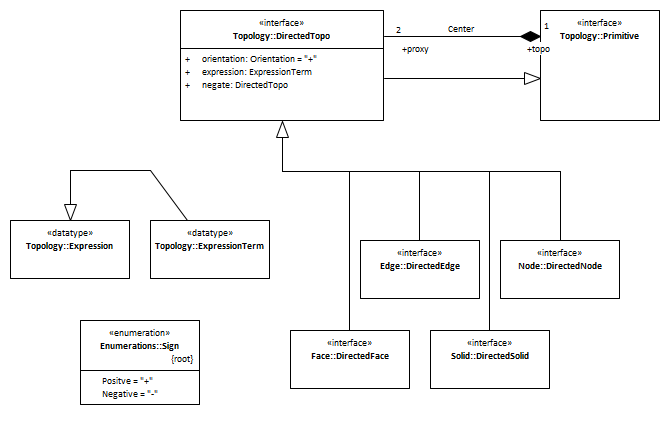 «interface»
Topology::DirectedTopo
+ orientation: Orientation = "+"
+ expression: ExpressionTerm
+ negate: DirectedTopo
2
Center
1
+proxy
+topo
«interface»
Topology::Primitive
«datatype»
Topology::Expression
«datatype»
Topology::ExpressionTerm
«interface»
Edge::DirectedEdge
«interface»
Node::DirectedNode
«enumeration»
Enumerations::Sign
{root}
Positve = "+"
Negative = "-"
«interface»
Face::DirectedFace
«interface»
Solid::DirectedSolid